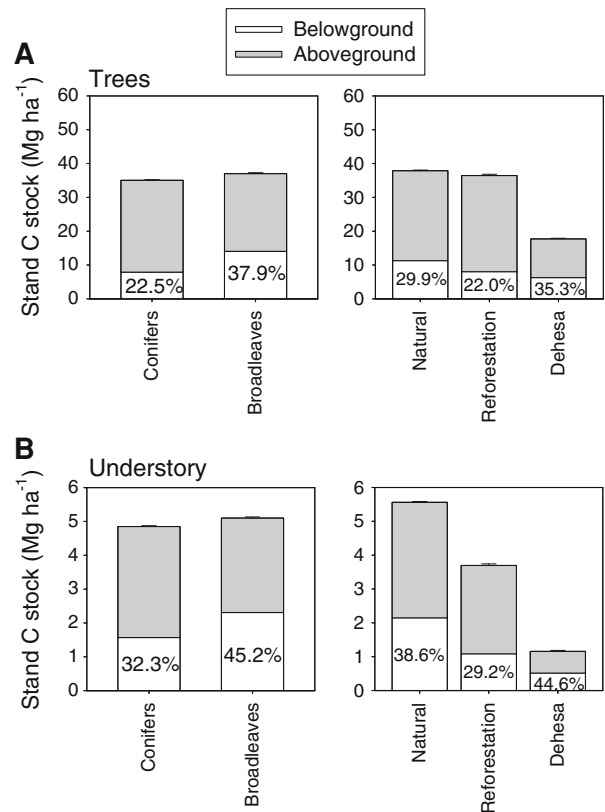 Belowground
Aboveground
A
Trees
Stand C stock (Mg ha⁻¹)
60
50
40
30
20
10
0
22.5%
37.9%
Conifers
Broadleaves
60
50
40
30
20
10
0
29.9%
22.0%
35.3%
Natural
Reforestation
Dehesa
B
Understory
Stand C stock (Mg ha⁻¹)
6
5
4
3
2
1
0
32.3%
45.2%
Conifers
Broadleaves
6
5
4
3
2
1
0
38.6%
29.2%
44.6%
Natural
Reforestation
Dehesa